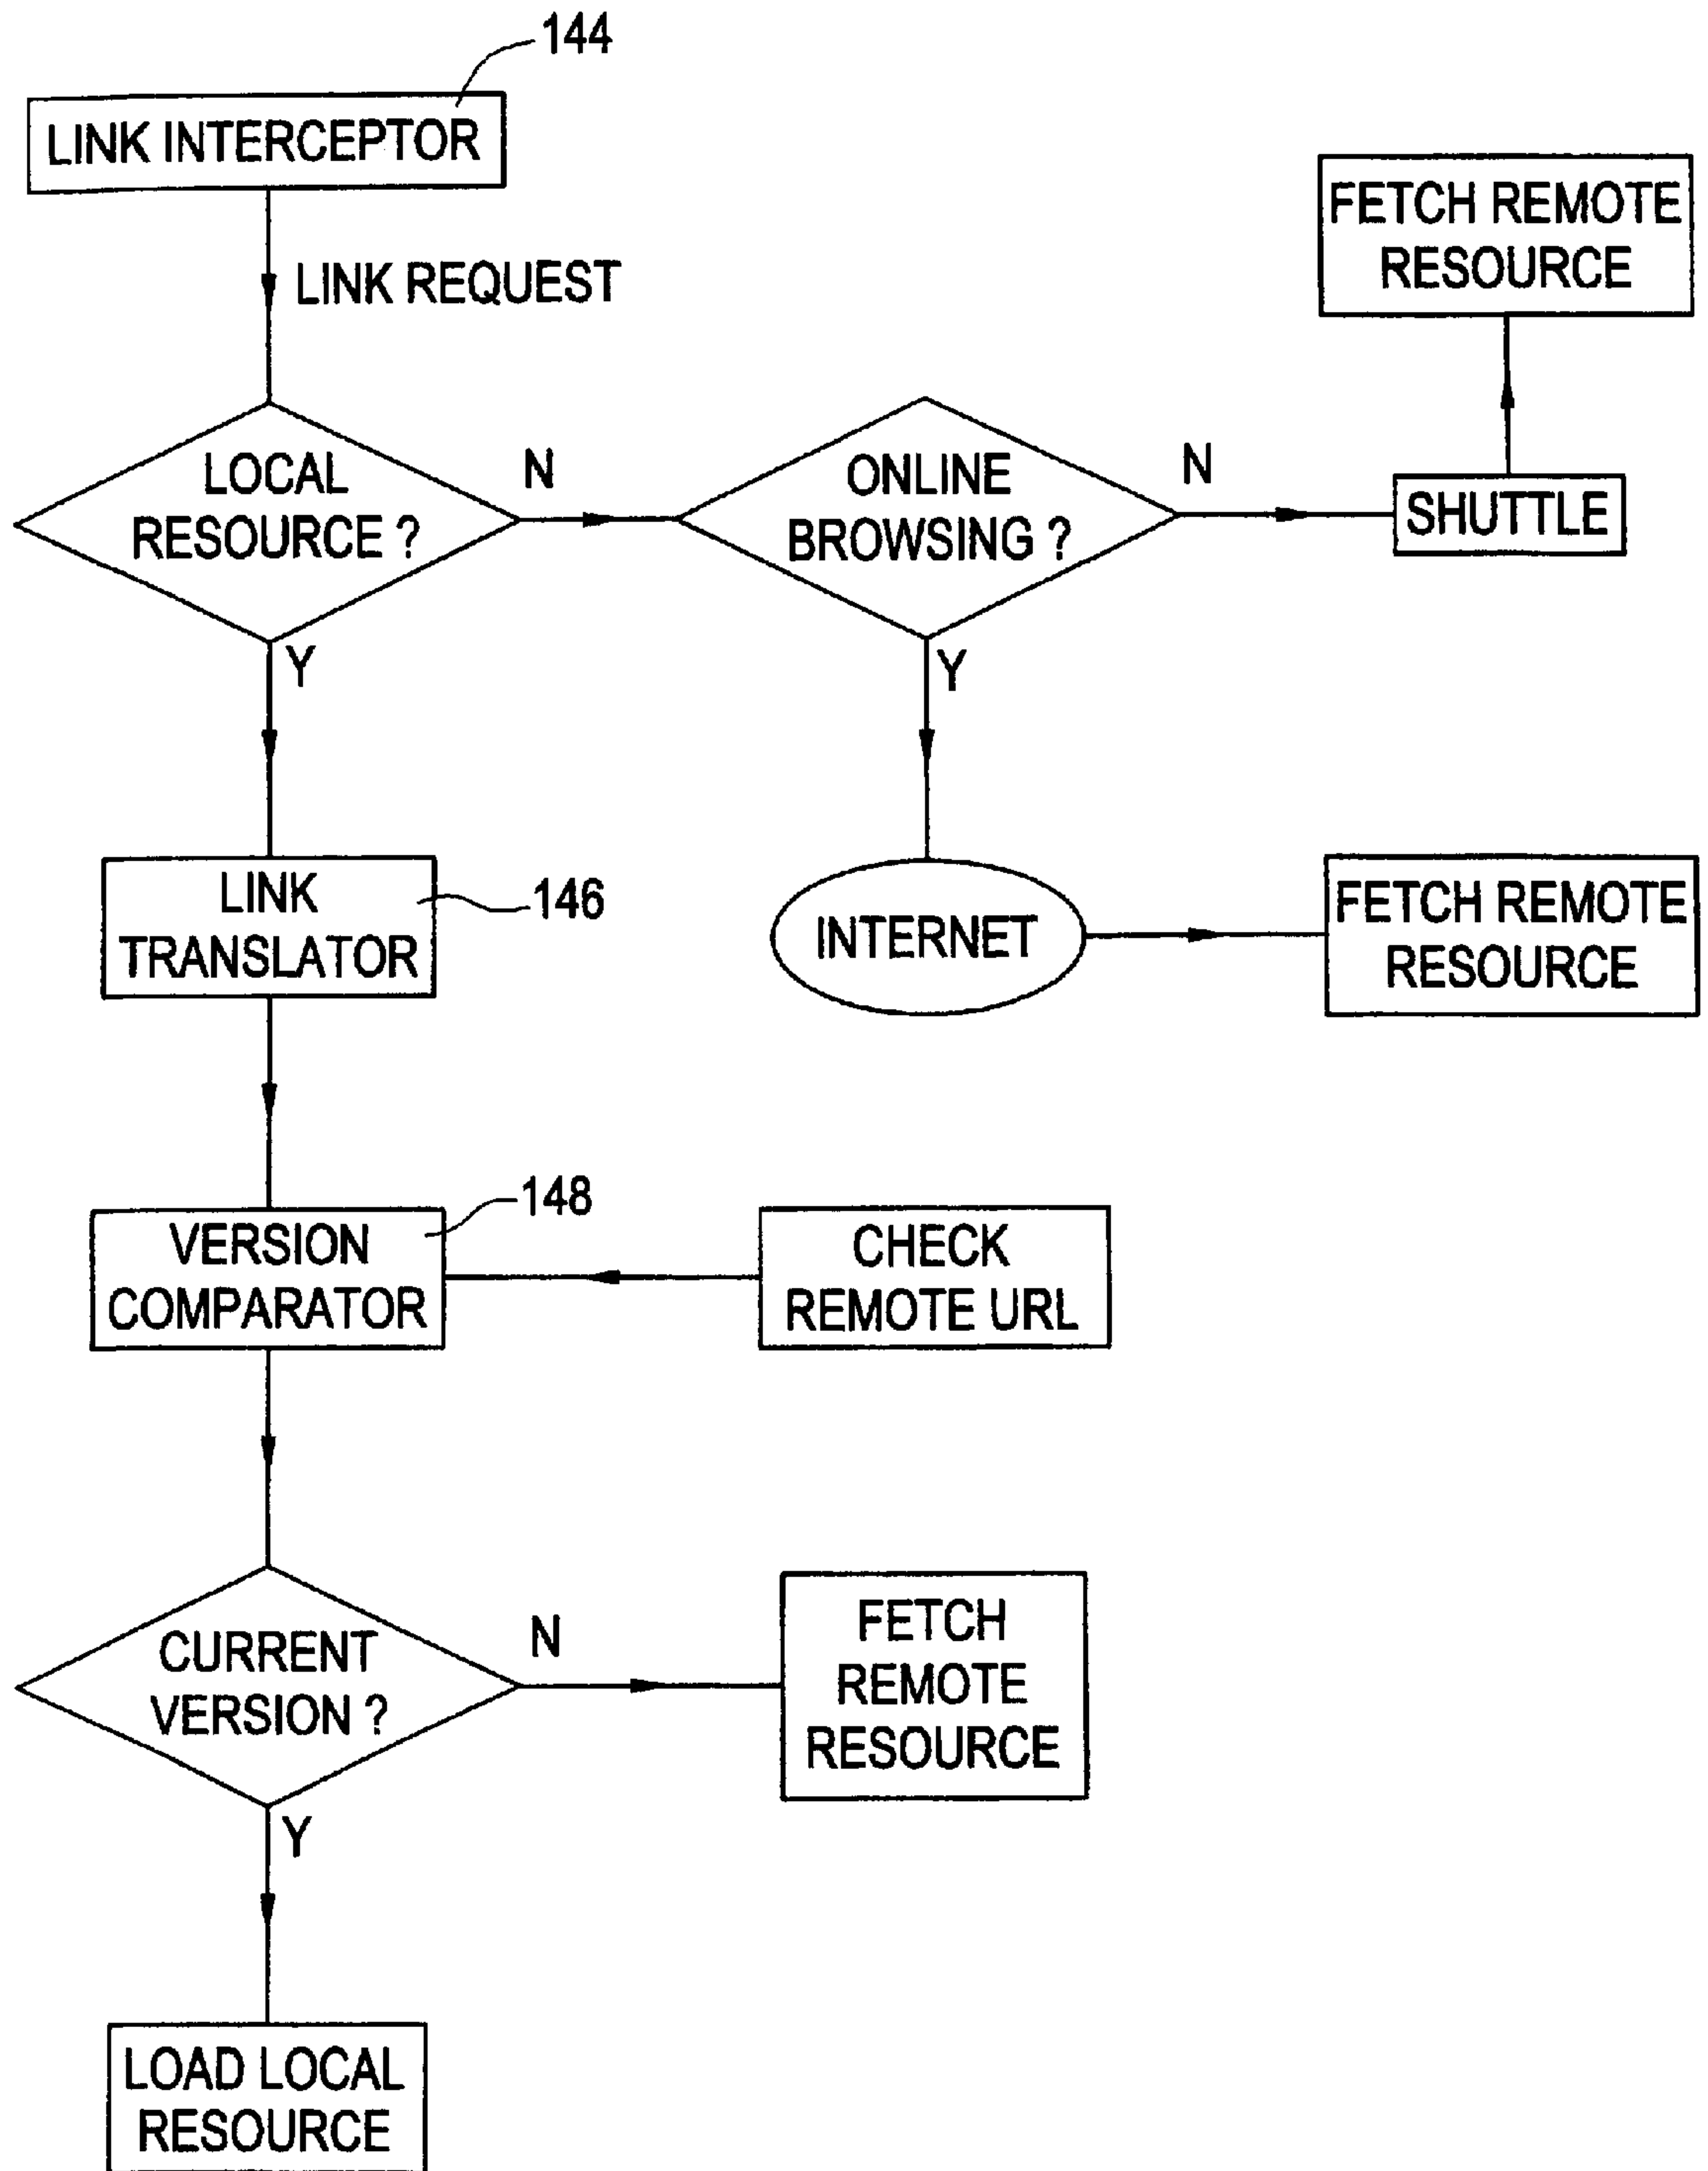 144
LINK INTERCEPTOR
FETCH REMOTE
RESOURCE
LINK REQUEST
LOCAL
RESOURCE ?
N
ONLINE
BROWSING ?
N
SHUTTLE
Y
Y
LINK
TRANSLATOR
146
INTERNET
FETCH REMOTE
RESOURCE
148
VERSION
COMPARATOR
CHECK
REMOTE URL
CURRENT
VERSION ?
N
FETCH
REMOTE
RESOURCE
Y
LOAD LOCAL
RESOURCE